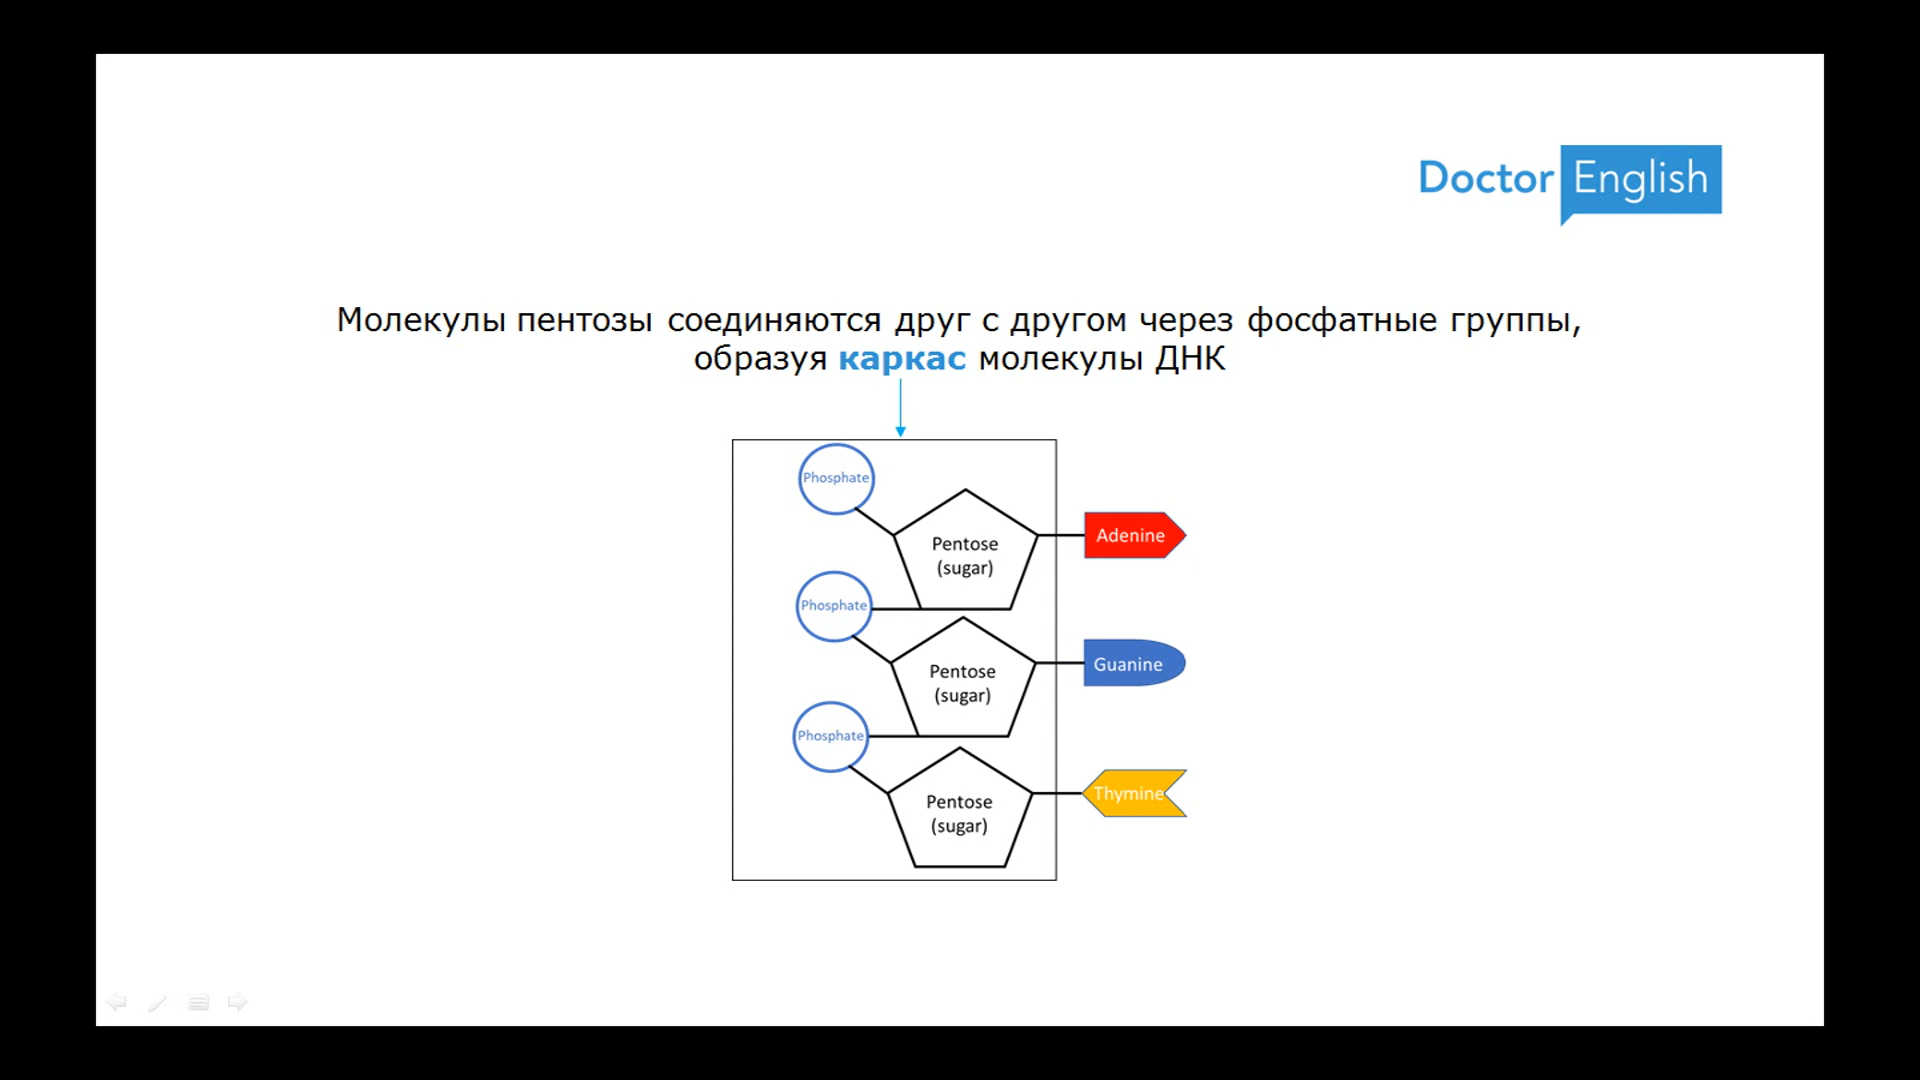 Doctor English
Молекулы пентозы соединяются друг с другом через фосфатные группы,
образуя каркас молекулы ДНК
Phosphate
Pentose
(sugar)
Adenine
Phosphate
Pentose
(sugar)
Guanine
Phosphate
Pentose
(sugar)
Thymine